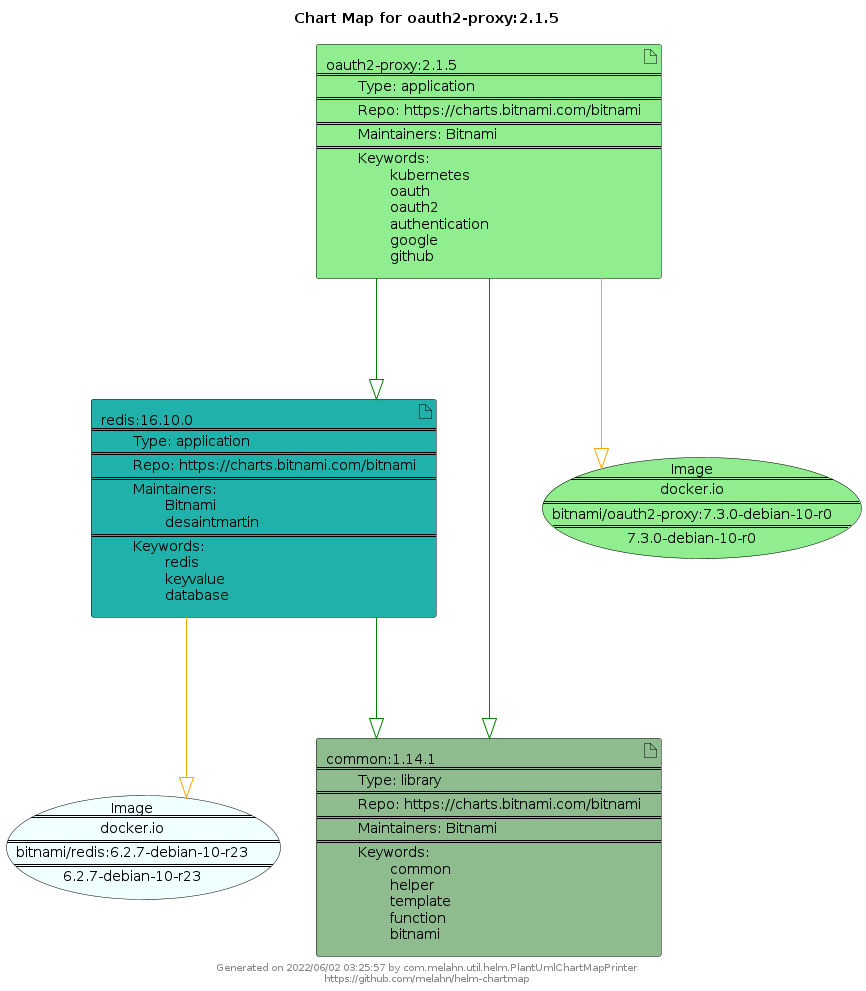 Chart Map for oauth2-proxy:2.1.5
oauth2-proxy:2.1.5
Type: application
Repo: https://charts.bitnami.com/bitnami
Maintainers: Bitnami
Keywords:
kubernetes
oauth
oauth2
authentication
google
github
redis:16.10.0
Type: application
Repo: https://charts.bitnami.com/bitnami
Maintainers:
Bitnami
desaintmartin
Keywords:
redis
keyvalue
database
Image
docker.io
bitnami/oauth2-proxy:7.3.0-debian-10-r0
7.3.0-debian-10-r0
Image
docker.io
bitnami/redis:6.2.7-debian-10-r23
6.2.7-debian-10-r23
common:1.14.1
Type: library
Repo: https://charts.bitnami.com/bitnami
Maintainers: Bitnami
Keywords:
common
helper
template
function
bitnami
Generated on 2022/06/02 03:25:57 by com.melahn.util.helm.PlantUmlChartMapPrinter
https://github.com/melahn/helm-chartmap